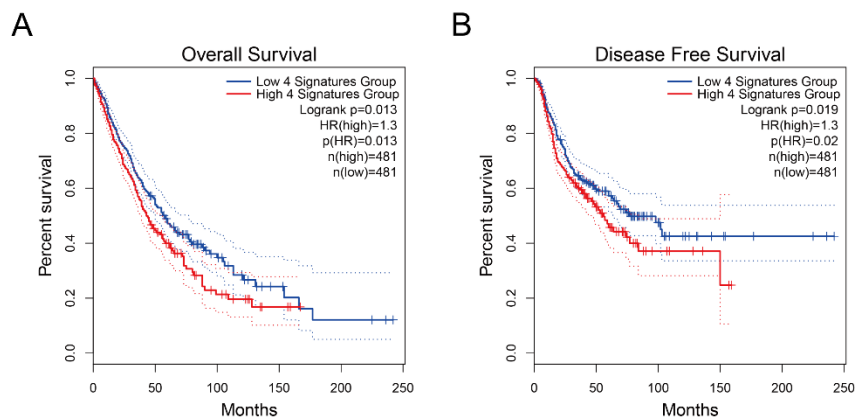 A
Overall Survival
Percent survival
1.0
0.8
0.6
0.4
0.2
0.0
Low 4 Signatures Group
High 4 Signatures Group
Logrank p=0.013
HR(high)=1.3
p(HR)=0.013
n(high)=481
n(low)=481
0 50 100 150 200 250
Months
B
Disease Free Survival
Percent survival
1.0
0.8
0.6
0.4
0.2
0.0
Low 4 Signatures Group
High 4 Signatures Group
Logrank p=0.019
HR(high)=1.3
p(HR)=0.02
n(high)=481
n(low)=481
0 50 100 150 200 250
Months